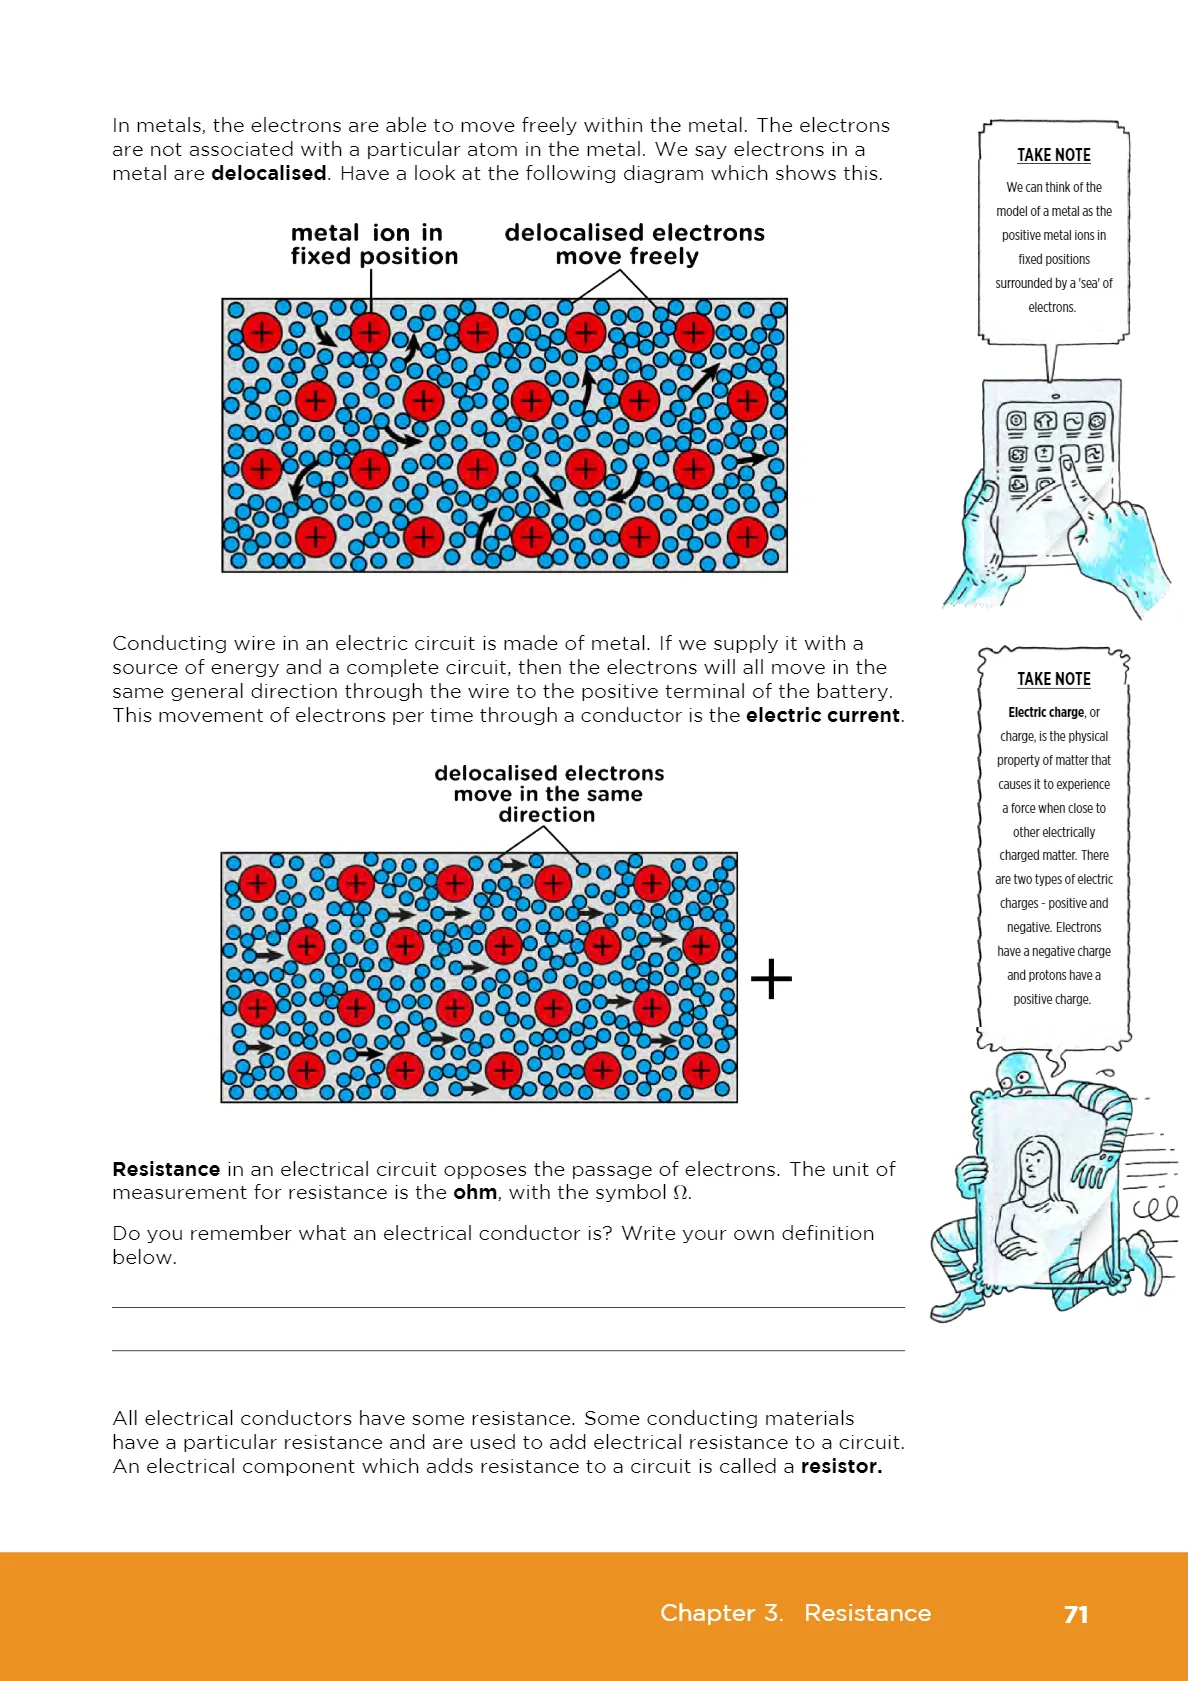 In metals, the electrons are able to move freely within the metal. The electrons
are not associated with a particular atom in the metal. We say electrons in a
metal are delocalised. Have a look at the following diagram which shows this.
metal ion in
fixed position
delocalised electrons
move freely
Conducting wire in an electric circuit is made of metal. If we supply it with a
source of energy and a complete circuit, then the electrons will all move in the
same general direction through the wire to the positive terminal of the battery.
This movement of electrons per time through a conductor is the electric current.
delocalised electrons
move in the same
direction
+
Resistance in an electrical circuit opposes the passage of electrons. The unit of
measurement for resistance is the ohm, with the symbol Ω.
Do you remember what an electrical conductor is? Write your own definition
below.
All electrical conductors have some resistance. Some conducting materials
have a particular resistance and are used to add electrical resistance to a circuit.
An electrical component which adds resistance to a circuit is called a resistor.
TAKE NOTE
We can think of the
model of a metal as the
positive metal ions in
fixed positions
surrounded by a 'sea' of
electrons.
TAKE NOTE
Electric charge, or
charge, is the physical
property of matter that
causes it to experience
a force when close to
other electrically
charged matter. There
are two types of electric
charges - positive and
negative. Electrons
have a negative charge
and protons have a
positive charge.
Chapter 3. Resistance 71